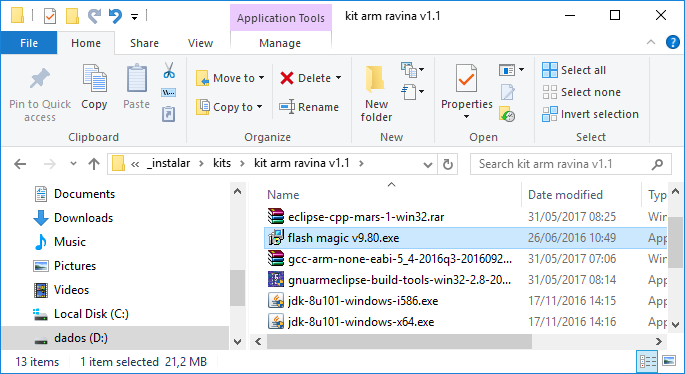 Application Tools
kit arm ravina v1.1
File
Home
Share
View
Manage
Pin to Quick access
Copy
Paste
Clipboard
Move to
Copy to
Delete
Rename
Organize
New folder
New
Properties
Open
Select all
Select none
Invert selection
Select
« _instalar > kits > kit arm ravina v1.1 >
Search kit arm ravina v1.1
Documents
Downloads
Music
Pictures
Videos
Local Disk (C:)
dados (D:)
Name Date modified Typ
eclipse-cpp-mars-1-win32.rar 31/05/2017 08:25 Win
flash magic v9.80.exe 26/06/2016 10:49 App
gcc-arm-none-eabi-5_4-2016q3-2016092... 31/05/2017 07:06 Win
gnuarmeclipse-build-tools-win32-2.8-20... 31/05/2017 08:14 App
jdk-8u101-windows-i586.exe 17/11/2016 14:15 App
jdk-8u101-windows-x64.exe 17/11/2016 14:16 App
13 items 1 item selected 21,2 MB